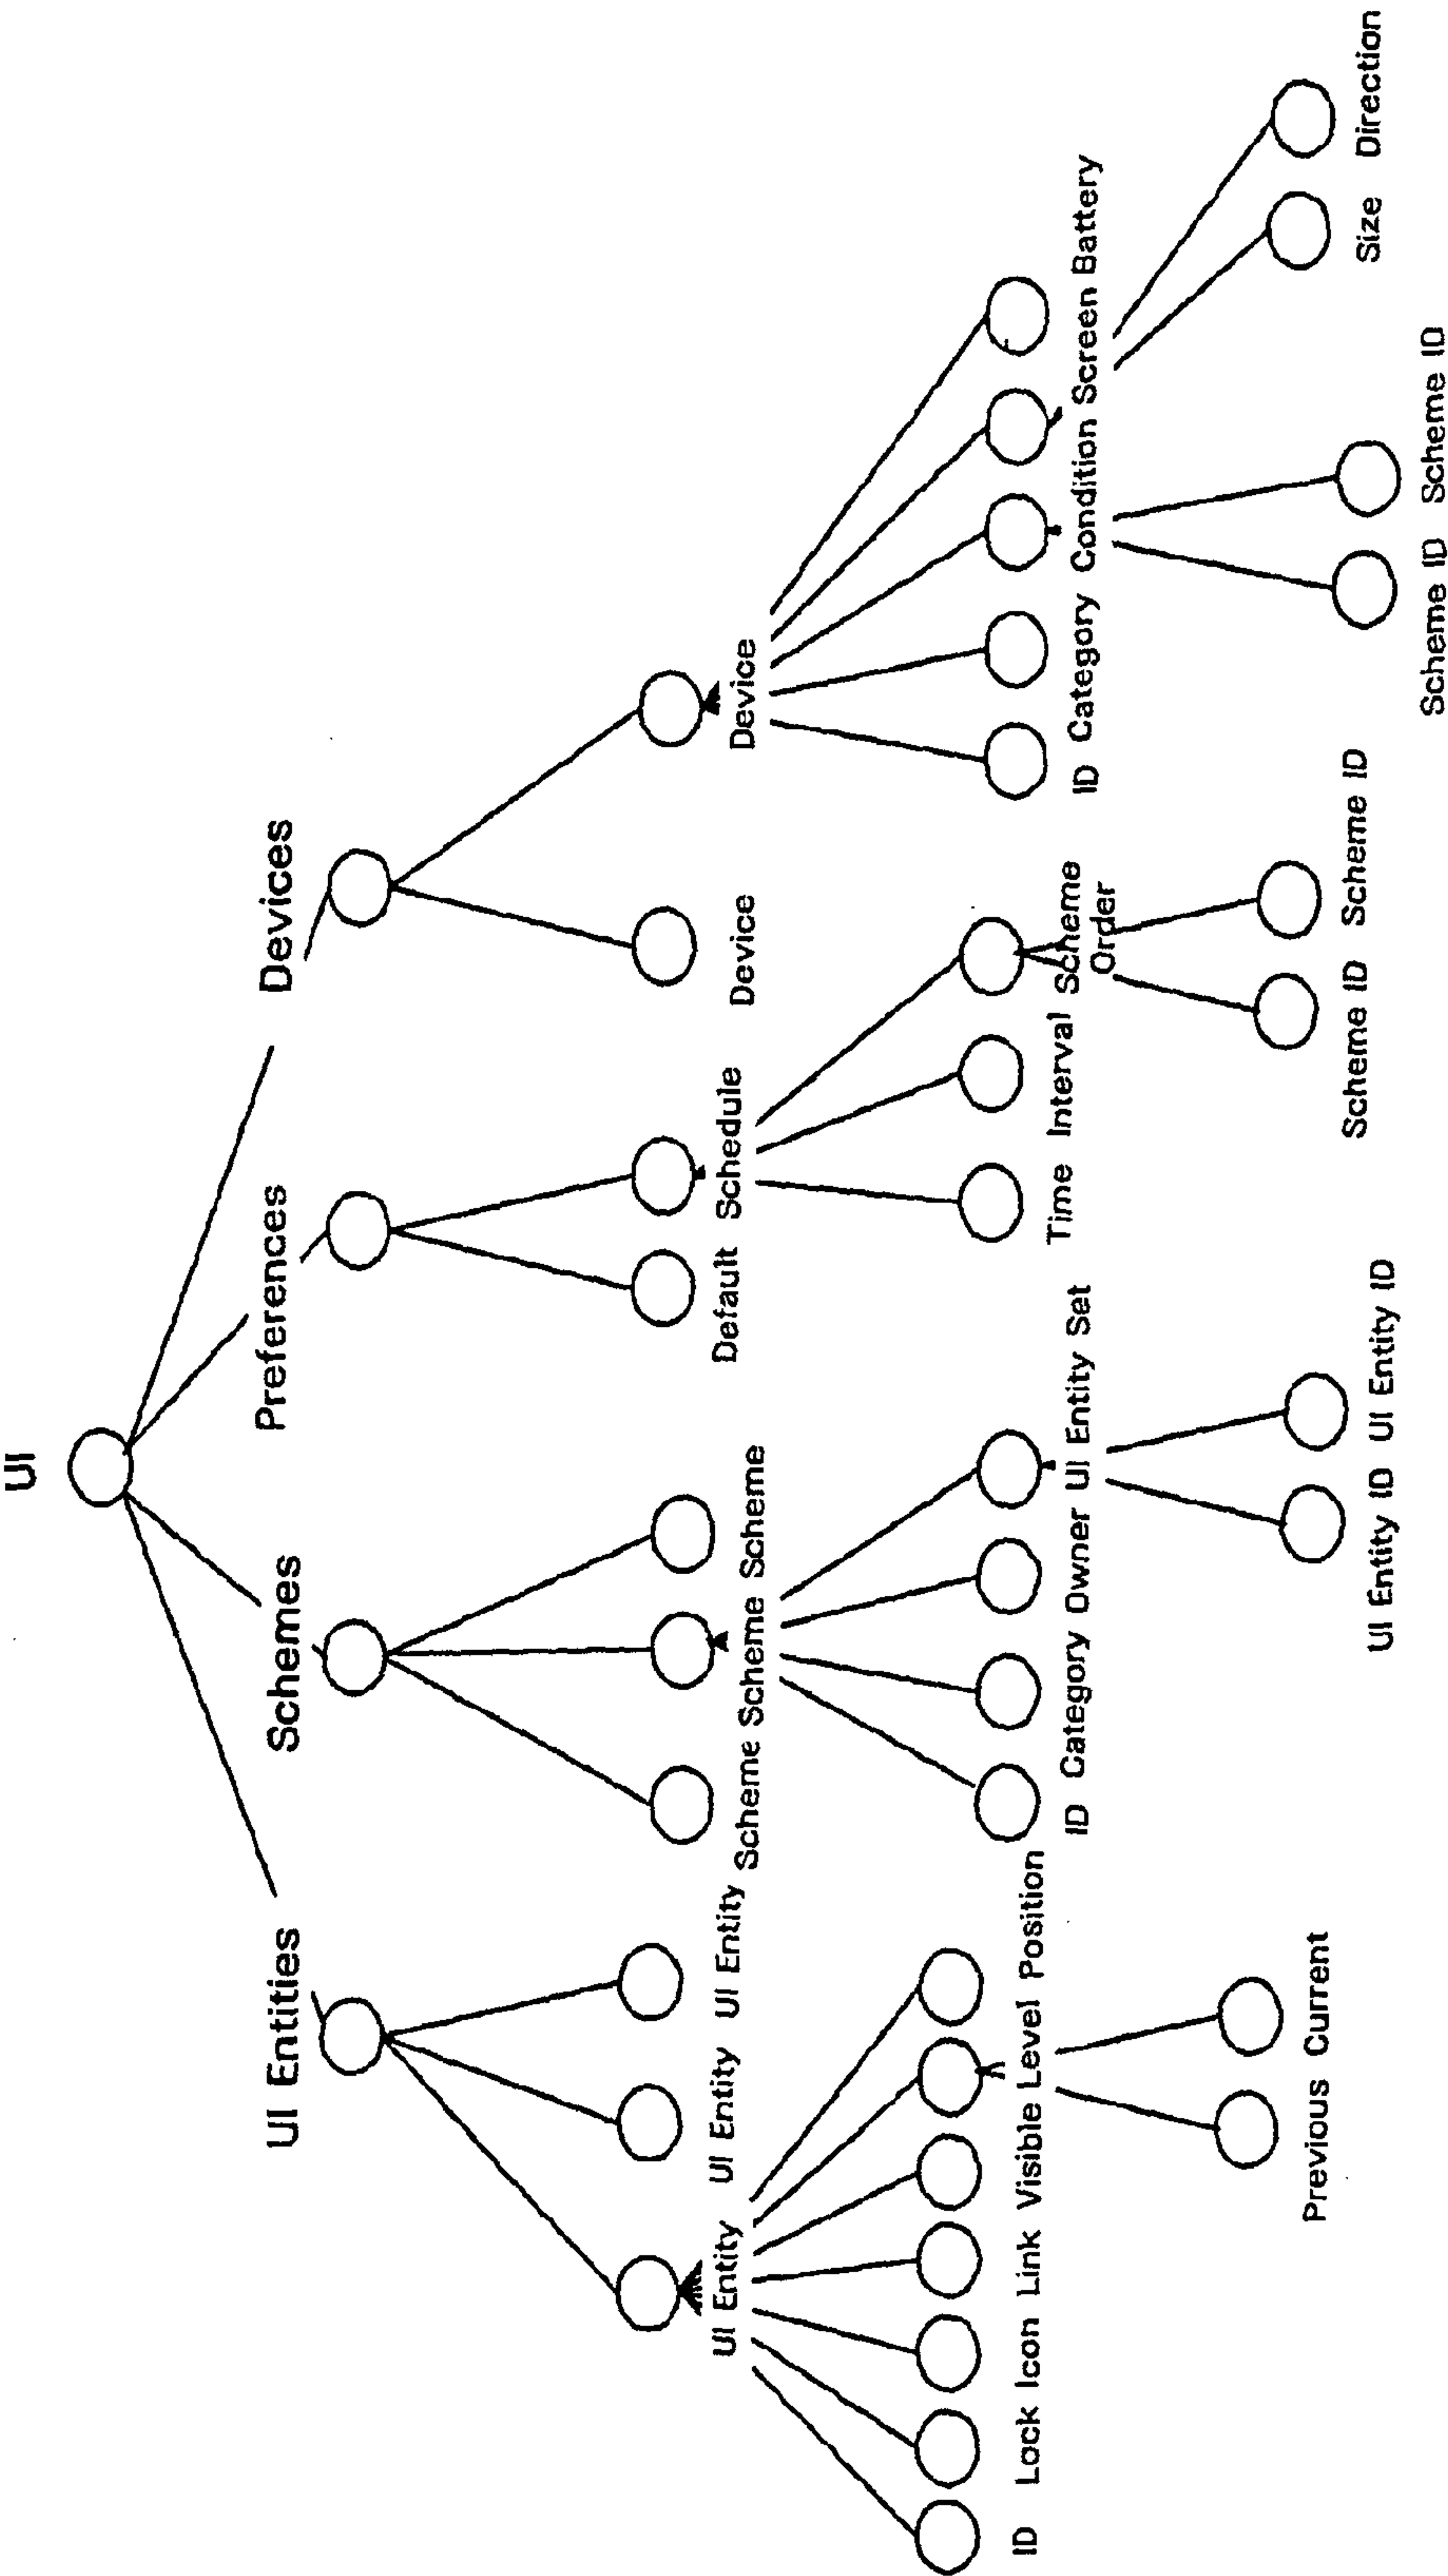 UI
UI Entities
Schemes
Preferences
Devices
UI Entity
UI Entity
UI Entity
Scheme
Scheme
Scheme
Default
Schedule
Device
Device
ID
Lock
Icon
Link
Visible
Level
Position
ID
Category
Owner
UI Entity Set
Time
Interval
Scheme
Order
ID
Category
Condition
Screen
Battery
Previous
Current
UI Entity ID
UI Entity ID
Scheme ID
Scheme ID
Scheme ID
Scheme ID
Size
Direction